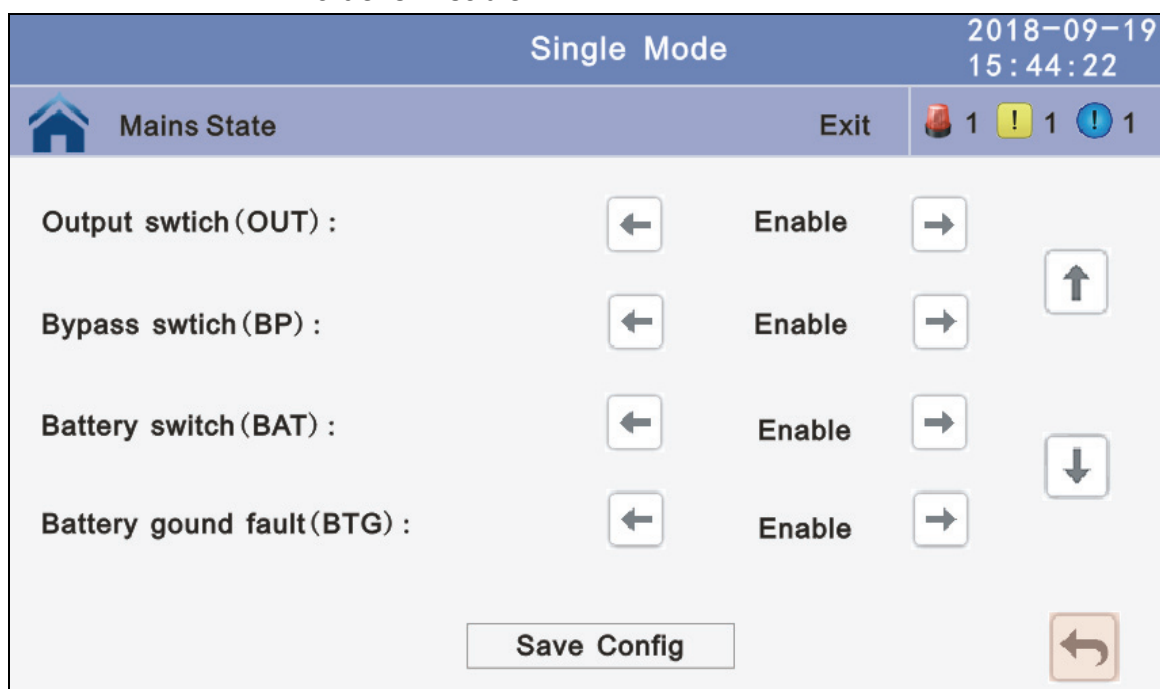 Single Mode
2018-09-19
15:44:22
Mains State
Exit
1
! 1
! 1
Output swtich(OUT) :
Enable
Bypass swtich(BP) :
Enable
Battery switch(BAT) :
Enable
Battery gound fault(BTG) :
Enable
Save Config